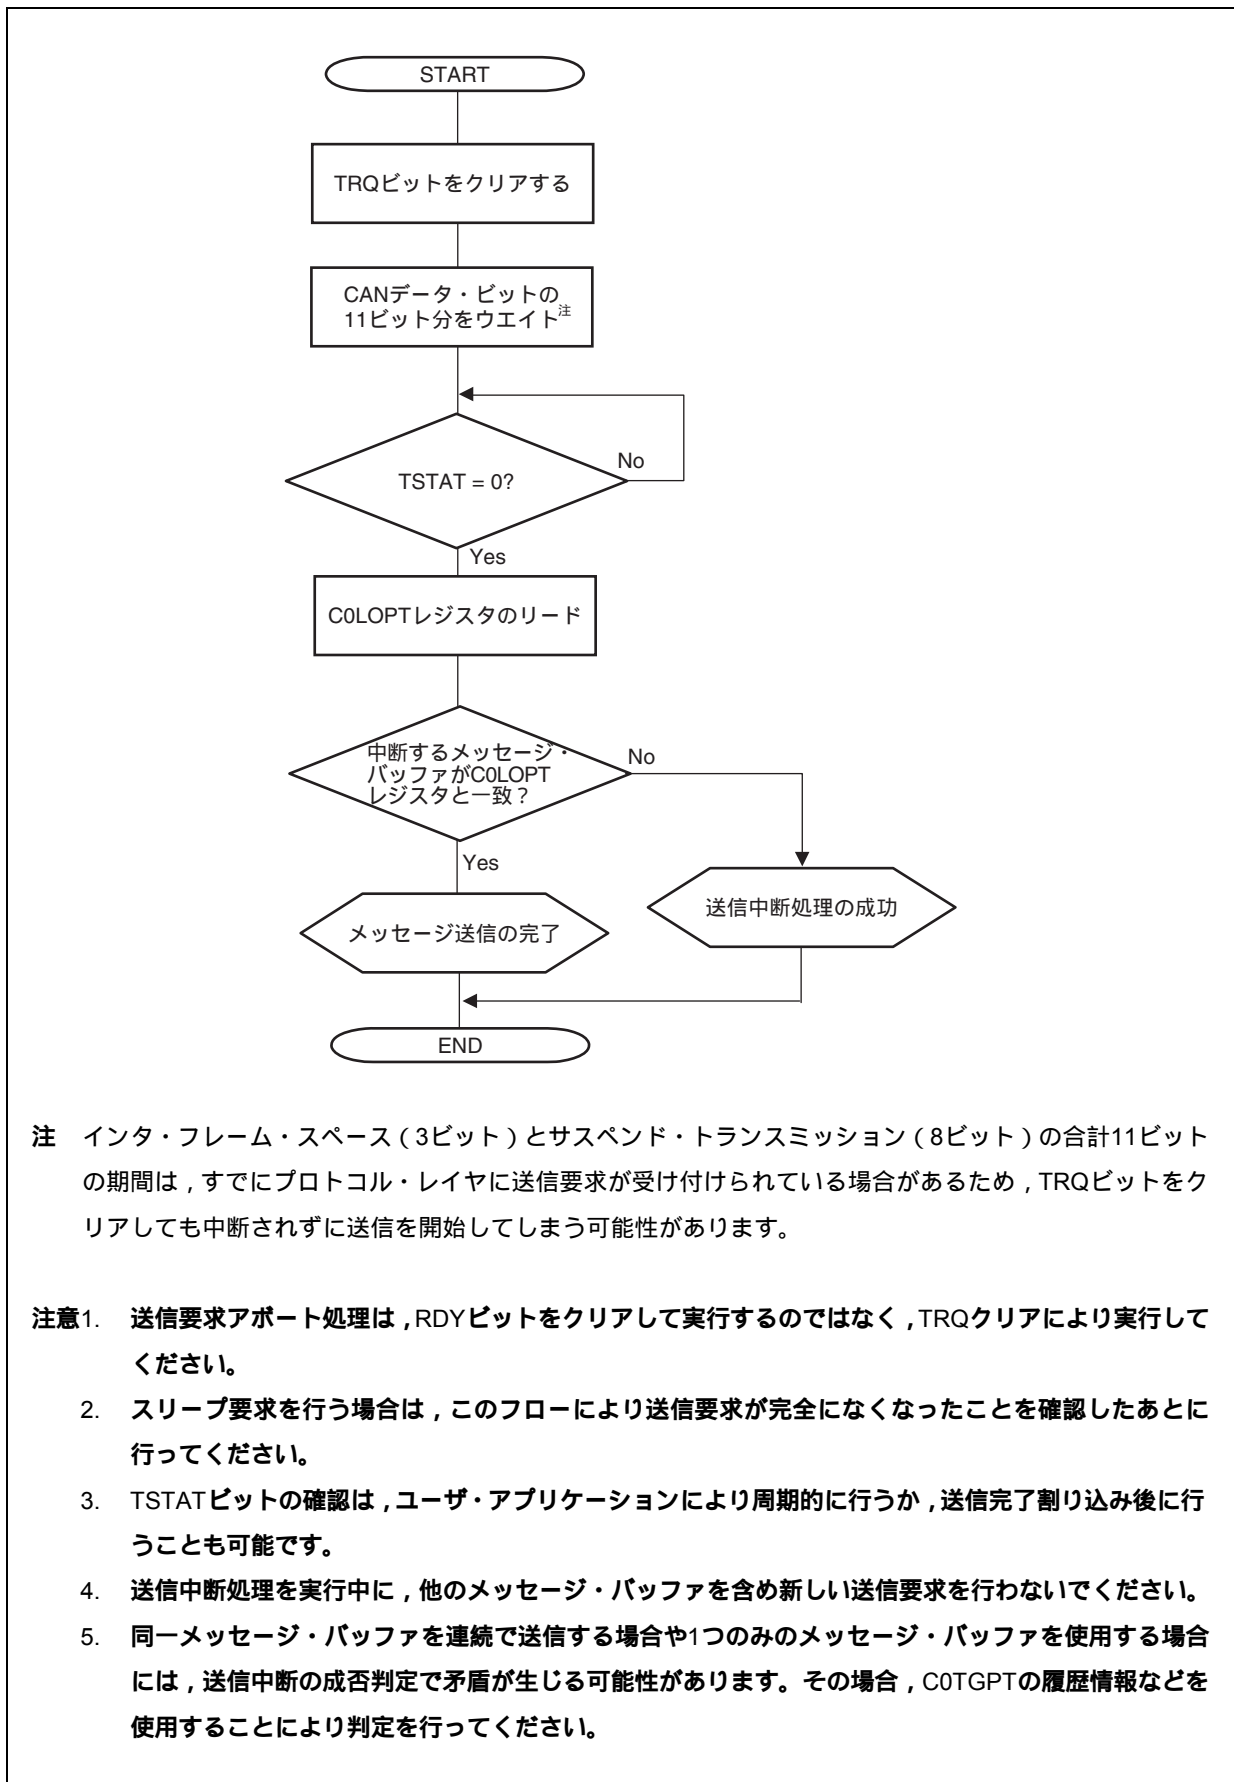 START
TRQビットをクリアする
CANデータ・ビットの
11ビット分をウエイト注
No
TSTAT = 0?
Yes
C0LOPTレジスタのリード
中断するメッセージ・
バッファがC0LOPT
レジスタと一致？
No
Yes
送信中断処理の成功
メッセージ送信の完了
END
注　インタ・フレーム・スペース（3ビット）とサスペンド・トランスミッション（8ビット）の合計11ビット
の期間は，すでにプロトコル・レイヤに送信要求が受け付けられている場合があるため，TRQビットをク
リアしても中断されずに送信を開始してしまう可能性があります。
注意1.　送信要求アボート処理は，RDYビットをクリアして実行するのではなく，TRQクリアにより実行して
ください。
2.　スリープ要求を行う場合は，このフローにより送信要求が完全になくなったことを確認したあとに
行ってください。
3.　TSTATビットの確認は，ユーザ・アプリケーションにより周期的に行うか，送信完了割り込み後に行
うことも可能です。
4.　送信中断処理を実行中に，他のメッセージ・バッファを含め新しい送信要求を行わないでください。
5.　同一メッセージ・バッファを連続で送信する場合や1つのみのメッセージ・バッファを使用する場合
には，送信中断の成否判定で矛盾が生じる可能性があります。その場合，C0TGPTの履歴情報などを
使用することにより判定を行ってください。